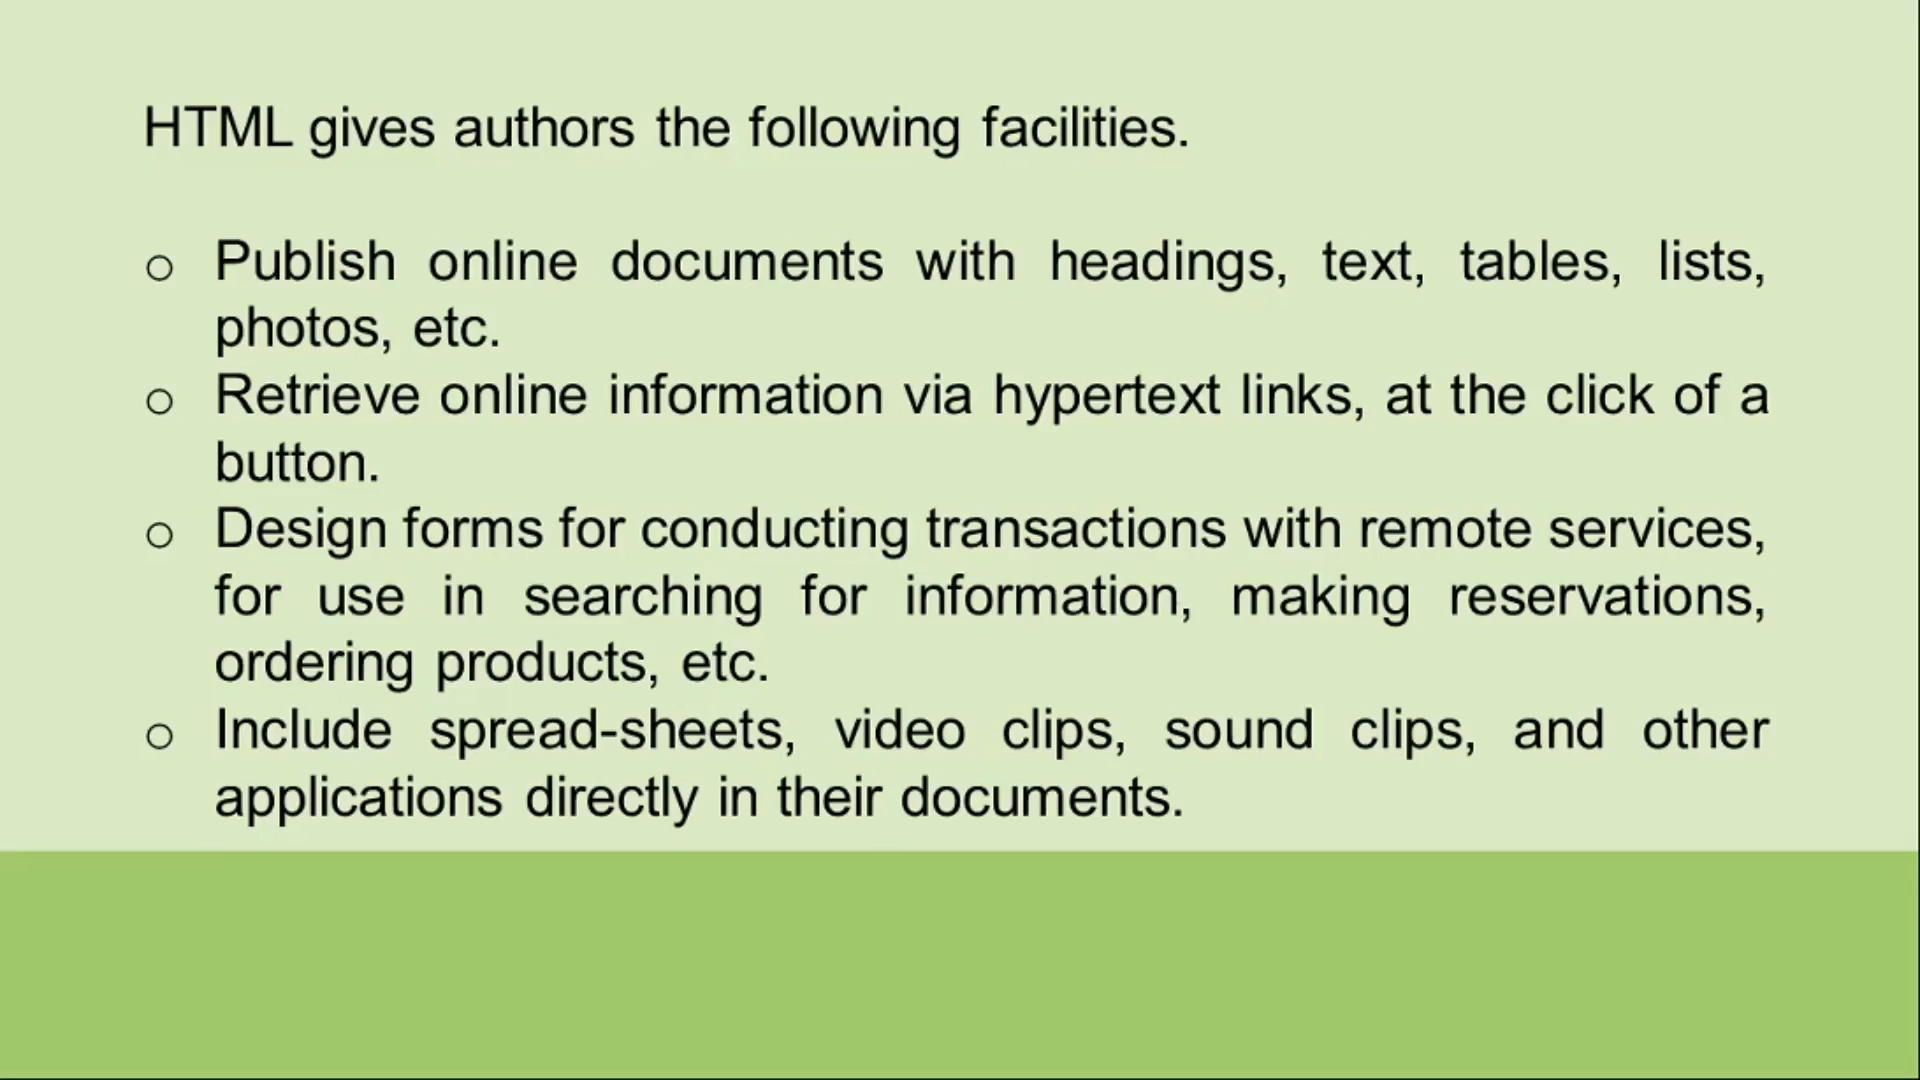 HTML gives authors the following facilities.
o Publish online documents with headings, text, tables, lists,
photos, etc.
o Retrieve online information via hypertext links, at the click of a
button.
o Design forms for conducting transactions with remote services,
for use in searching for information, making reservations,
ordering products, etc.
o Include spread-sheets, video clips, sound clips, and other
applications directly in their documents.